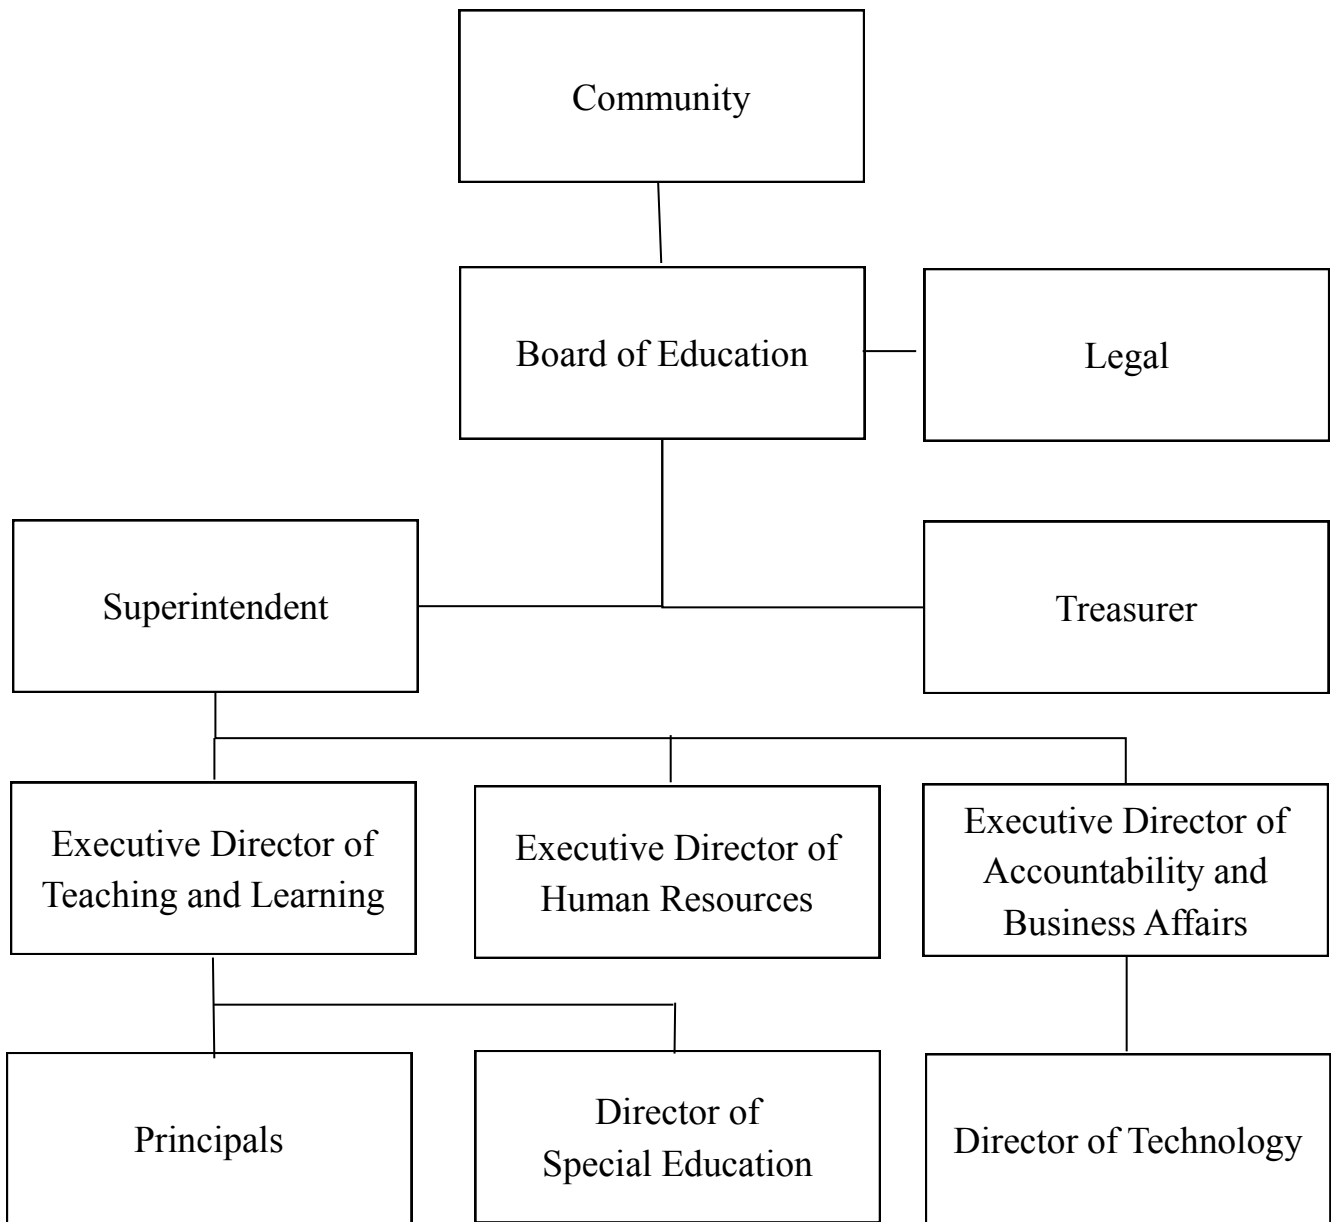 Community
Board of Education
Legal
Superintendent
Treasurer
Executive Director of
Teaching and Learning
Executive Director of
Human Resources
Executive Director of
Accountability and
Business Affairs
Principals
Director of
Special Education
Director of Technology